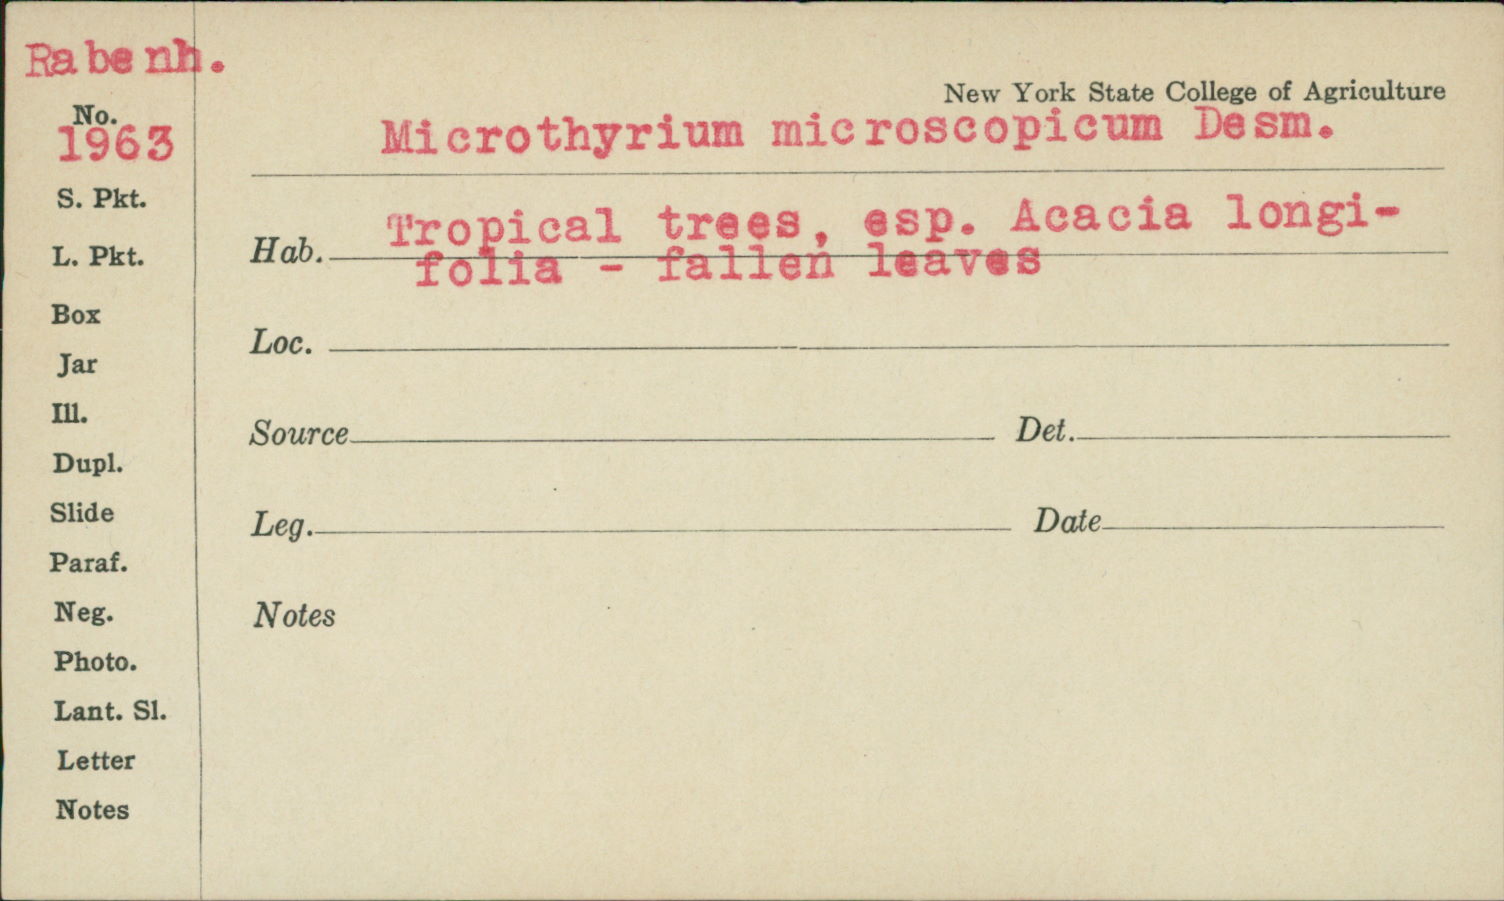 Rabenh.
No.
1963
S. Pkt.
L. Pkt.
Box
Jar
Ill.
Dupl.
Slide
Paraf.
Neg.
Photo.
Lant. Sl.
Letter
Notes
New York State College of Agriculture
Microthyrium microscopicum Desm.
Hab. Tropical trees, esp. Acacia longi-
folia - fallen leaves
Loc.
Source Det.
Leg. Date
Notes